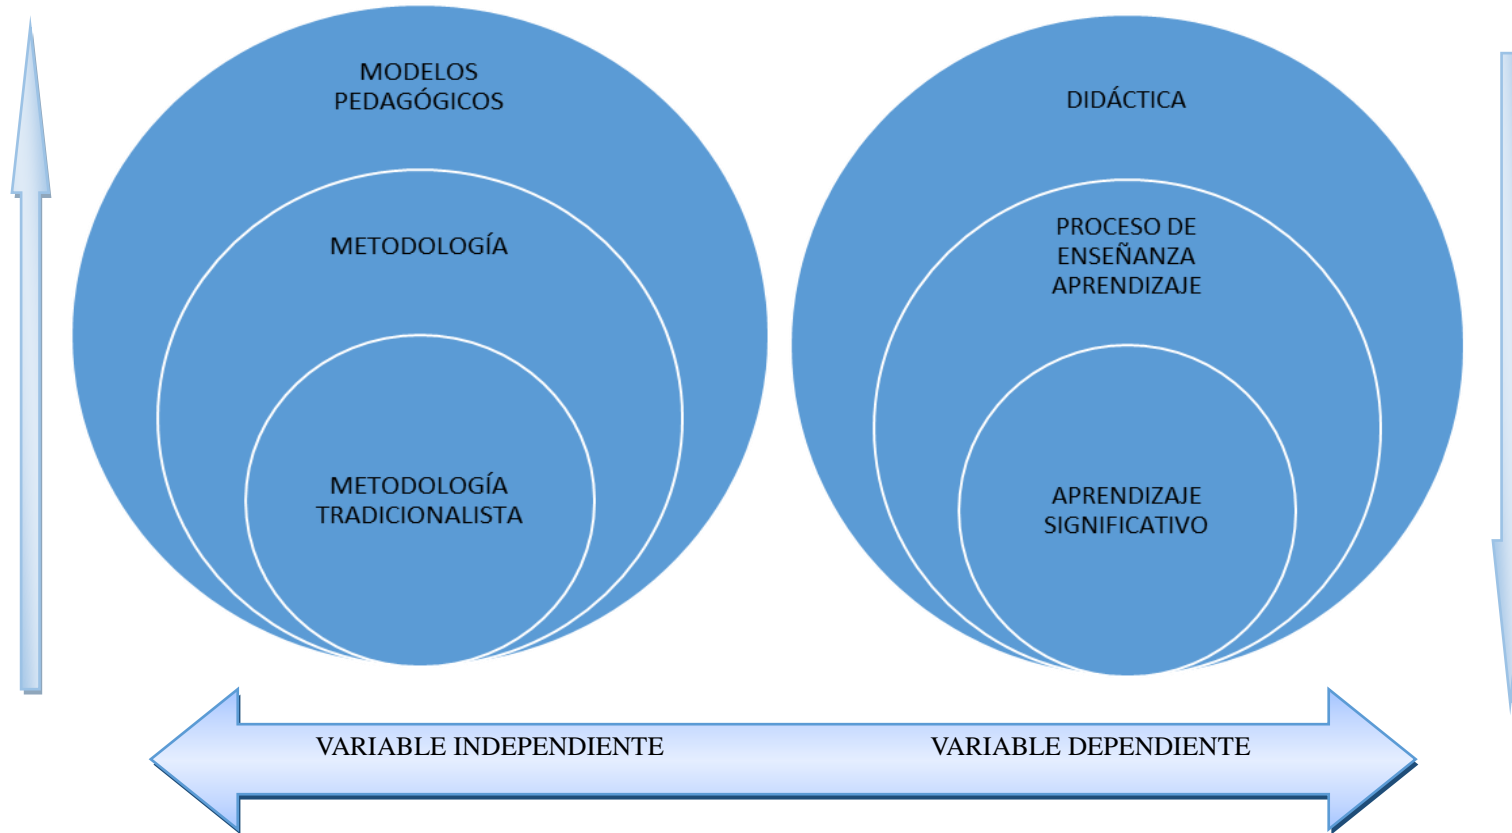 MODELOS
PEDAGÓGICOS
METODOLOGÍA
METODOLOGÍA
TRADICIONALISTA
DIDÁCTICA
PROCESO DE
ENSEÑANZA
APRENDIZAJE
APRENDIZAJE
SIGNIFICATIVO
VARIABLE INDEPENDIENTE
VARIABLE DEPENDIENTE